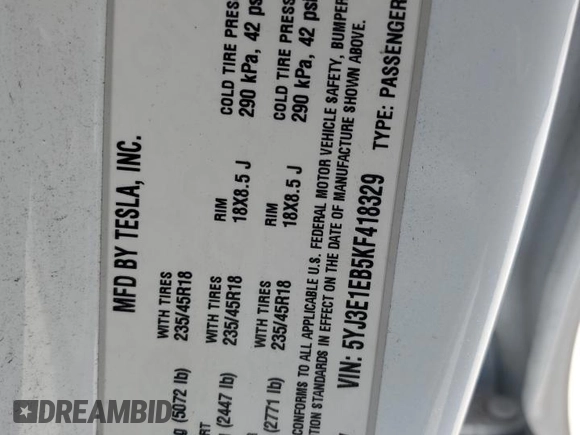 MFD BY TESLA, INC.
(5072 lb) WITH TIRES RIM COLD TIRE PRESS
235/45R18 18X8.5 J 290 kPa, 42 psi
(2447 lb) WITH TIRES RIM COLD TIRE PRESS
235/45R18 18X8.5 J 290 kPa, 42 psi
(2771 lb) WITH TIRES
235/45R18
CONFORMS TO ALL APPLICABLE U.S. FEDERAL MOTOR VEHICLE SAFETY, BUMPER
STANDARDS IN EFFECT ON THE DATE OF MANUFACTURE SHOWN ABOVE.
VIN: 5YJ3E1EB5KF418329 TYPE: PASSENGER
DREAMBID